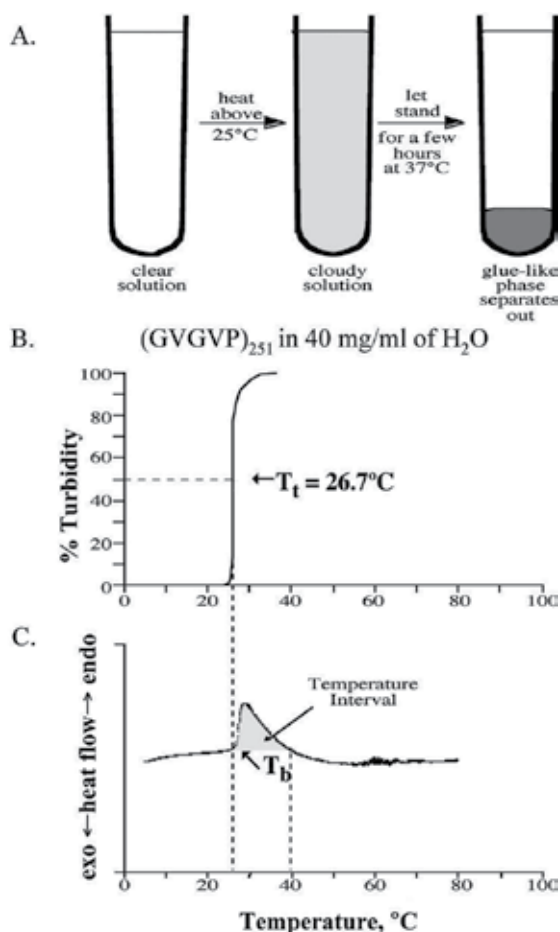 A.
heat
above
25°C
let
stand
for a few
hours
at 37°C
clear
solution
cloudy
solution
glue-like
phase
separates
out
B.
(GVGVP)₂₅₁ in 40 mg/ml of H₂O
% Turbidity
100
80
60
40
20
0
Tₜ = 26.7°C
0 20 40 60 80 100
C.
exo ←heat flow→ endo
Temperature
Interval
T_b
0 20 40 60 80 100
Temperature, °C